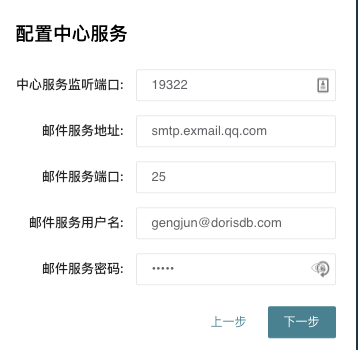 配置中心服务
中心服务监听端口: 19322
邮件服务地址: smtp.exmail.qq.com
邮件服务端口: 25
邮件服务用户名: gengjun@dorisdb.com
邮件服务密码: •••••
上一步 下一步